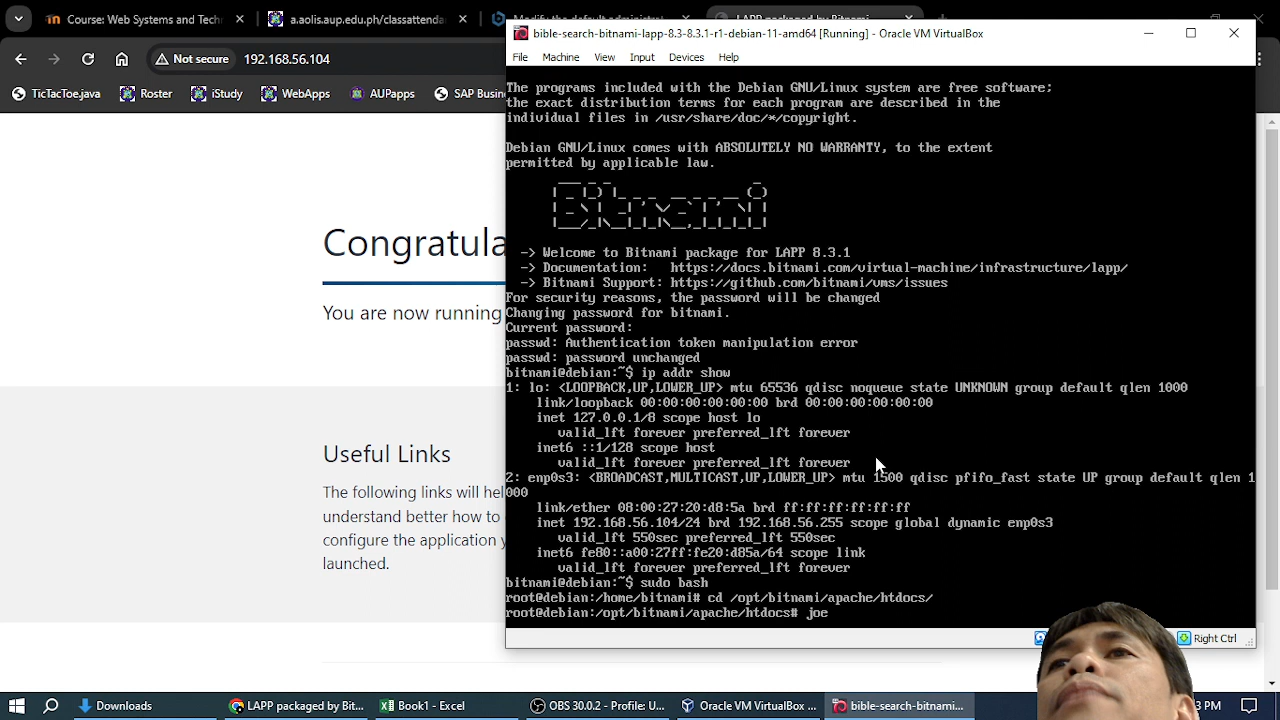 Moodle Course: Web Systems and Techn
a.aolis.aup.edu.ph/classattenda
Modify the default administrat
LAPP packaged by Bitnami
Not secure 192.168.56.104
TicTacToe Java
Roster
iStudy
WebApps
AUPapps
SAP Busin
bible-search-bitnami-lapp-8.3-8.3.1-r1-debian-11-amd64 [Running] - Oracle VM VirtualBox
File Machine View Input Devices Help
The programs included with the Debian GNU/Linux system are free software;
the exact distribution terms for each program are described in the
individual files in /usr/share/doc/*/copyright.
Debian GNU/Linux comes with ABSOLUTELY NO WARRANTY, to the extent
permitted by applicable law.
Bitnami
-> Welcome to Bitnami package for LAPP 8.3.1
-> Documentation: https://docs.bitnami.com/virtual-machine/infrastructure/lapp/
-> Bitnami Support: https://github.com/bitnami/vms/issues
For security reasons, the password will be changed
Changing password for bitnami.
Current password:
passwd: Authentication token manipulation error
passwd: password unchanged
bitnami@debian:~$ ip addr show
1: lo: <LOOPBACK,UP,LOWER_UP> mtu 65536 qdisc noqueue state UNKNOWN group default qlen 1000
link/loopback 00:00:00:00:00:00 brd 00:00:00:00:00:00
inet 127.0.0.1/8 scope host lo
valid_lft forever preferred_lft forever
inet6 ::1/128 scope host
valid_lft forever preferred_lft forever
2: enp0s3: <BROADCAST,MULTICAST,UP,LOWER_UP> mtu 1500 qdisc pfifo_fast state UP group default qlen 1
000
link/ether 08:00:27:20:d8:5a brd ff:ff:ff:ff:ff:ff
inet 192.168.56.104/24 brd 192.168.56.255 scope global dynamic enp0s3
valid_lft 550sec preferred_lft 550sec
inet6 fe80::a00:27ff:fe20:d85a/64 scope link
valid_lft forever preferred_lft forever
bitnami@debian:~$ sudo bash
root@debian:/home/bitnami# cd /opt/bitnami/apache/htdocs/
root@debian:/opt/bitnami/apache/htdocs# joe
Right Ctrl
Congratula
You are now running
Useful Links
The following links will hel
understand better how to
configure the application y
launched.
Downloads
LAPP packaged by Bit...
Book1 - Excel
OBS 30.0.2 - Profile: U...
Oracle VM VirtualBox ...
bible-search-bitnami...
3 PM